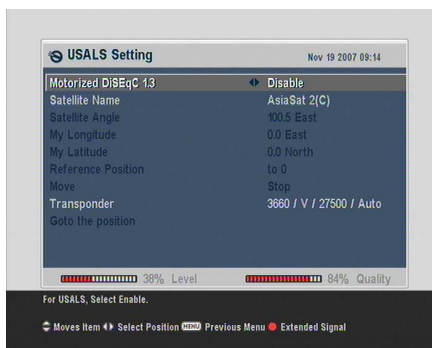 USALS Setting Nov 19 2007 09:14
Motorized DiSEqC 1.3 Disable
Satellite Name AsiaSat 2(C)
Satellite Angle 100.5 East
My Longitude 0.0 East
My Latitude 0.0 North
Reference Position to 0
Move Stop
Transponder 3660 / V / 27500 / Auto
Goto the position
38% Level 84% Quality
For USALS, Select Enable.
Moves Item Select Position MENU Previous Menu Extended Signal